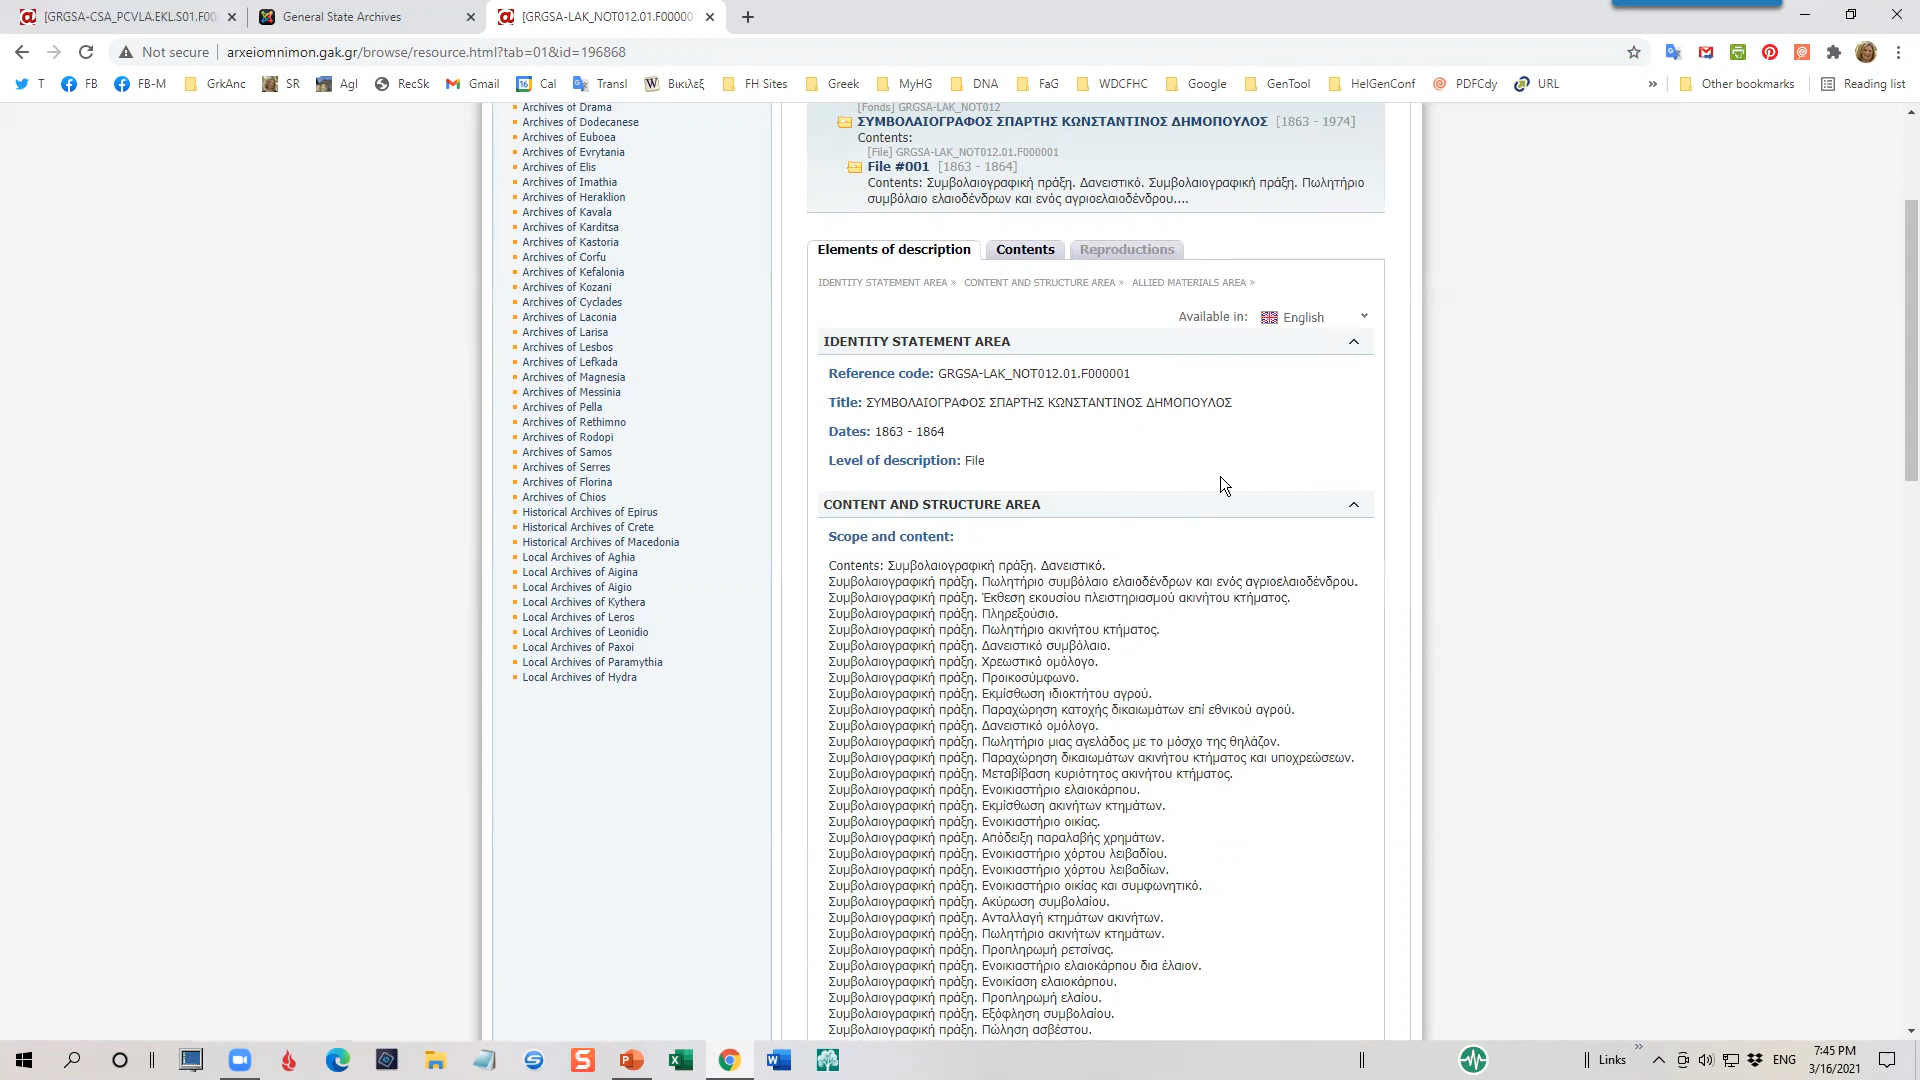 [GRGSA-CSA_PCVLA.EKL.S01.F00
General State Archives
[GRGSA-LAK_NOT012.01.F00000
Not secure
arxeiomnimon.gak.gr/browse/resource.html?tab=01&id=196868
T FB FB-M GrkAnc SR Agl RecSk Gmail Cal Transl Βικιλεξ FH Sites Greek MyHG DNA FaG WDCFHC Google GenTool HelGenConf PDFCdy URL » Other bookmarks Reading list
Archives of Drama
Archives of Dodecanese
Archives of Euboea
Archives of Evrytania
Archives of Elis
Archives of Imathia
Archives of Heraklion
Archives of Kavala
Archives of Karditsa
Archives of Kastoria
Archives of Corfu
Archives of Kefalonia
Archives of Kozani
Archives of Cyclades
Archives of Laconia
Archives of Larisa
Archives of Lesbos
Archives of Lefkada
Archives of Magnesia
Archives of Messinia
Archives of Pella
Archives of Rethimno
Archives of Rodopi
Archives of Samos
Archives of Serres
Archives of Florina
Archives of Chios
Historical Archives of Epirus
Historical Archives of Crete
Historical Archives of Macedonia
Local Archives of Aghia
Local Archives of Aigina
Local Archives of Aigio
Local Archives of Kythera
Local Archives of Leros
Local Archives of Leonidio
Local Archives of Paxoi
Local Archives of Paramythia
Local Archives of Hydra
[Fonds] GRGSA-LAK_NOT012
ΣΥΜΒΟΛΑΙΟΓΡΑΦΟΣ ΣΠΑΡΤΗΣ ΚΩΝΣΤΑΝΤΙΝΟΣ ΔΗΜΟΠΟΥΛΟΣ [1863 - 1974]
Contents:
[File] GRGSA-LAK_NOT012.01.F000001
File #001 [1863 - 1864]
Contents: Συμβολαιογραφική πράξη. Δανειστικό. Συμβολαιογραφική πράξη. Πωλητήριο
συμβόλαιο ελαιοδένδρων και ενός αγριοελαιοδένδρου....
Elements of description Contents Reproductions
IDENTITY STATEMENT AREA » CONTENT AND STRUCTURE AREA » ALLIED MATERIALS AREA »
Available in: English
IDENTITY STATEMENT AREA
Reference code: GRGSA-LAK_NOT012.01.F000001
Title: ΣΥΜΒΟΛΑΙΟΓΡΑΦΟΣ ΣΠΑΡΤΗΣ ΚΩΝΣΤΑΝΤΙΝΟΣ ΔΗΜΟΠΟΥΛΟΣ
Dates: 1863 - 1864
Level of description: File
CONTENT AND STRUCTURE AREA
Scope and content:
Contents: Συμβολαιογραφική πράξη. Δανειστικό.
Συμβολαιογραφική πράξη. Πωλητήριο συμβόλαιο ελαιοδένδρων και ενός αγριοελαιοδένδρου.
Συμβολαιογραφική πράξη. Έκθεση εκουσίου πλειστηριασμού ακινήτου κτήματος.
Συμβολαιογραφική πράξη. Πληρεξούσιο.
Συμβολαιογραφική πράξη. Πωλητήριο ακινήτου κτήματος.
Συμβολαιογραφική πράξη. Δανειστικό συμβόλαιο.
Συμβολαιογραφική πράξη. Χρεωστικό ομόλογο.
Συμβολαιογραφική πράξη. Προικοσύμφωνο.
Συμβολαιογραφική πράξη. Εκμίσθωση ιδιοκτήτου αγρού.
Συμβολαιογραφική πράξη. Παραχώρηση κατοχής δικαιωμάτων επί εθνικού αγρού.
Συμβολαιογραφική πράξη. Δανειστικό ομόλογο.
Συμβολαιογραφική πράξη. Πωλητήριο μιας αγελάδος με το μόσχο της θηλάζον.
Συμβολαιογραφική πράξη. Παραχώρηση δικαιωμάτων ακινήτου κτήματος και υποχρεώσεων.
Συμβολαιογραφική πράξη. Μεταβίβαση κυριότητος ακινήτου κτήματος.
Συμβολαιογραφική πράξη. Ενοικιαστήριο ελαιοκάρπου.
Συμβολαιογραφική πράξη. Εκμίσθωση ακινήτων κτημάτων.
Συμβολαιογραφική πράξη. Ενοικιαστήριο οικίας.
Συμβολαιογραφική πράξη. Απόδειξη παραλαβής χρημάτων.
Συμβολαιογραφική πράξη. Ενοικιαστήριο χόρτου λειβαδίου.
Συμβολαιογραφική πράξη. Ενοικιαστήριο χόρτου λειβαδίων.
Συμβολαιογραφική πράξη. Ενοικιαστήριο οικίας και συμφωνητικό.
Συμβολαιογραφική πράξη. Ακύρωση συμβολαίου.
Συμβολαιογραφική πράξη. Ανταλλαγή κτημάτων ακινήτων.
Συμβολαιογραφική πράξη. Πωλητήριο ακινήτων κτημάτων.
Συμβολαιογραφική πράξη. Προπληρωμή ρετσίνας.
Συμβολαιογραφική πράξη. Ενοικιαστήριο ελαιοκάρπου δια έλαιον.
Συμβολαιογραφική πράξη. Ενοικίαση ελαιοκάρπου.
Συμβολαιογραφική πράξη. Προπληρωμή ελαίου.
Συμβολαιογραφική πράξη. Εξόφληση συμβολαίου.
Συμβολαιογραφική πράξη. Πώληση ασβέστου.
Links » ENG
7:45 PM
3/16/2021